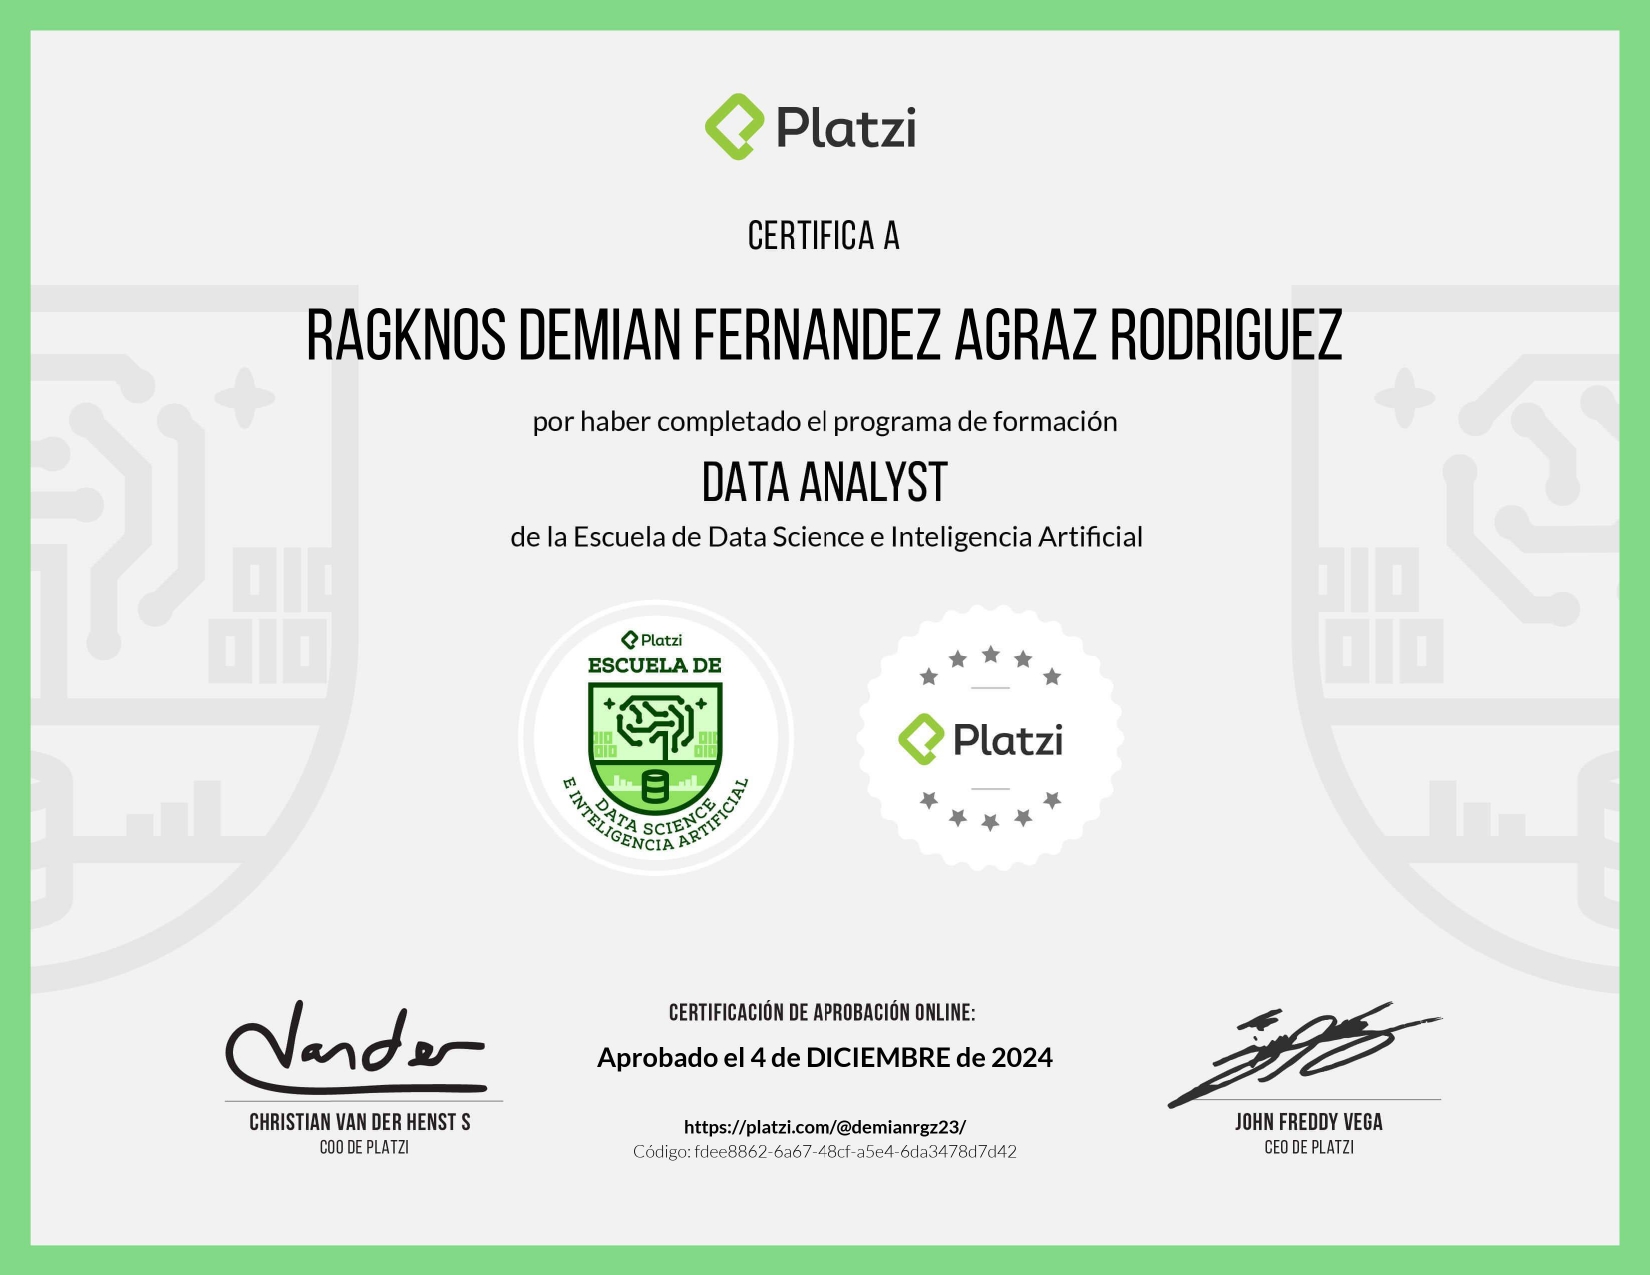 Platzi
CERTIFICA A
RAGKNOS DEMIAN FERNANDEZ AGRAZ RODRIGUEZ
por haber completado el programa de formación
DATA ANALYST
de la Escuela de Data Science e Inteligencia Artificial
Platzi
ESCUELA DE
DATA SCIENCE
E INTELIGENCIA ARTIFICIAL
Platzi
Vander
CHRISTIAN VAN DER HENST S
COO DE PLATZI
CERTIFICACIÓN DE APROBACIÓN ONLINE:
Aprobado el 4 de DICIEMBRE de 2024
https://platzi.com/@demianrgz23/
Código: fdee8862-6a67-48cf-a5e4-6da3478d7d42
JOHN FREDDY VEGA
CEO DE PLATZI